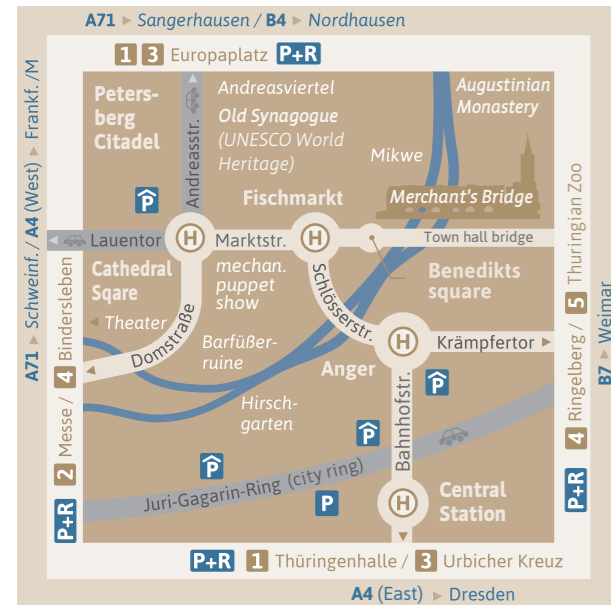 A71 ▸ Sangerhausen / B4 ▸ Nordhausen
1 3 Europaplatz P+R
A71 ▸ Schweinf. / A4 (West) ▸ Frankf./M
P+R 2 Messe / 4 Bindersleben
Peters-
berg
Citadel
Andreasstr.
Andreasviertel
Old Synagogue
(UNESCO World
Heritage)
Augustinian
Monastery
Mikwe
Merchant's Bridge
P
Fischmarkt
Lauentor
H
Marktstr.
H
Town hall bridge
Cathedral
Sqare
mechan.
puppet
show
Schlösserstr.
Benedikts
square
Theater
Domstraße
Barfüßer-
ruine
H
Krämpfertor
Anger
Hirsch-
garten
Bahnhofstr.
P
P
P
Juri-Gagarin-Ring (city ring)
P
H
Central
Station
P+R 4 Ringelberg / 5 Thuringian Zoo
B7 ▸ Weimar
P+R 1 Thüringenhalle / 3 Urbicher Kreuz
A4 (East) ▸ Dresden